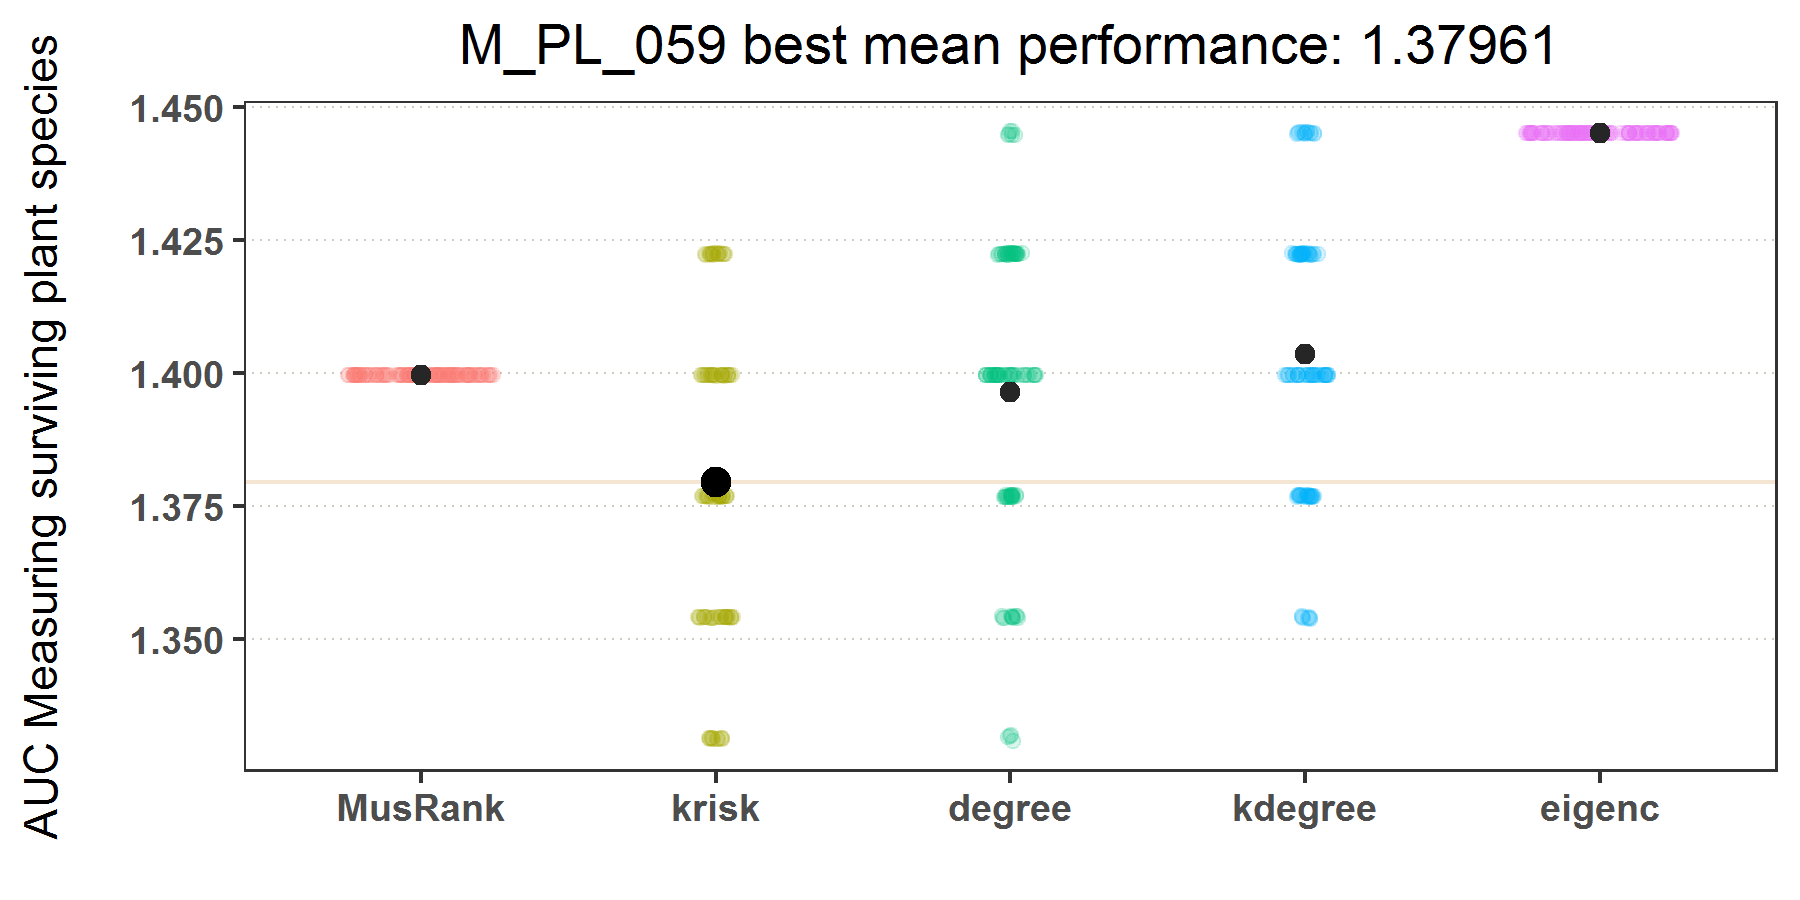 M_PL_059 best mean performance: 1.37961
AUC Measuring surviving plant species
1.450
1.425
1.400
1.375
1.350
MusRank krisk degree kdegree eigenc